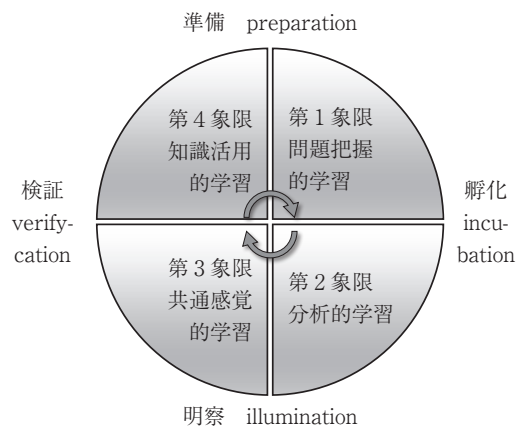 準備 preparation
第４象限
知識活用
的学習
第１象限
問題把握
的学習
検証
verify-
cation
孵化
incu-
bation
第３象限
共通感覚
的学習
第２象限
分析的学習
明察 illumination